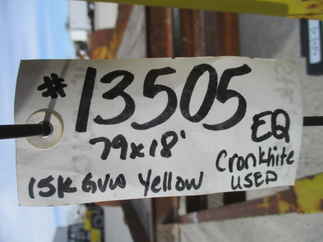 #13505
79x18' EQ
15K GVW Yellow Cronkhite
USED